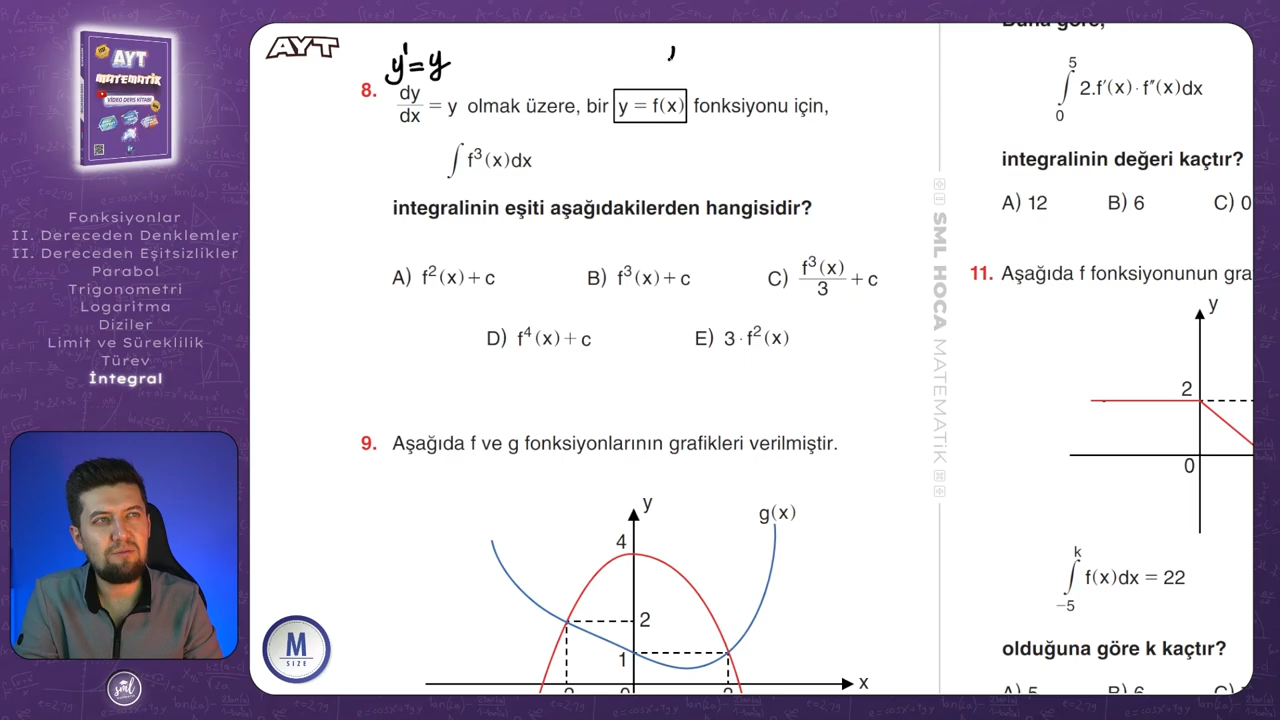 AYT
MATEMATİK
VİDEO DERS KİTABI
Fonksiyonlar
II. Dereceden Denklemler
II. Dereceden Eşitsizlikler
Parabol
Trigonometri
Logaritma
Diziler
Limit ve Süreklilik
Türev
İntegral
M
SIZE
sml
AYT
y' = y
8. dy/dx = y olmak üzere, bir y = f(x) fonksiyonu için,
∫ f³(x)dx
integralinin eşiti aşağıdakilerden hangisidir?
A) f²(x) + c B) f³(x) + c C) f³(x)/3 + c
D) f⁴(x) + c E) 3 · f²(x)
9. Aşağıda f ve g fonksiyonlarının grafikleri verilmiştir.
y
g(x)
4
2
1
x
SML HOCA MATEMATİK
5
∫ 2.f′(x) · f″(x)dx
0
integralinin değeri kaçtır?
A) 12 B) 6 C) 0
11. Aşağıda f fonksiyonunun gra
y
2
0
k
∫ f(x)dx = 22
−5
olduğuna göre k kaçtır?